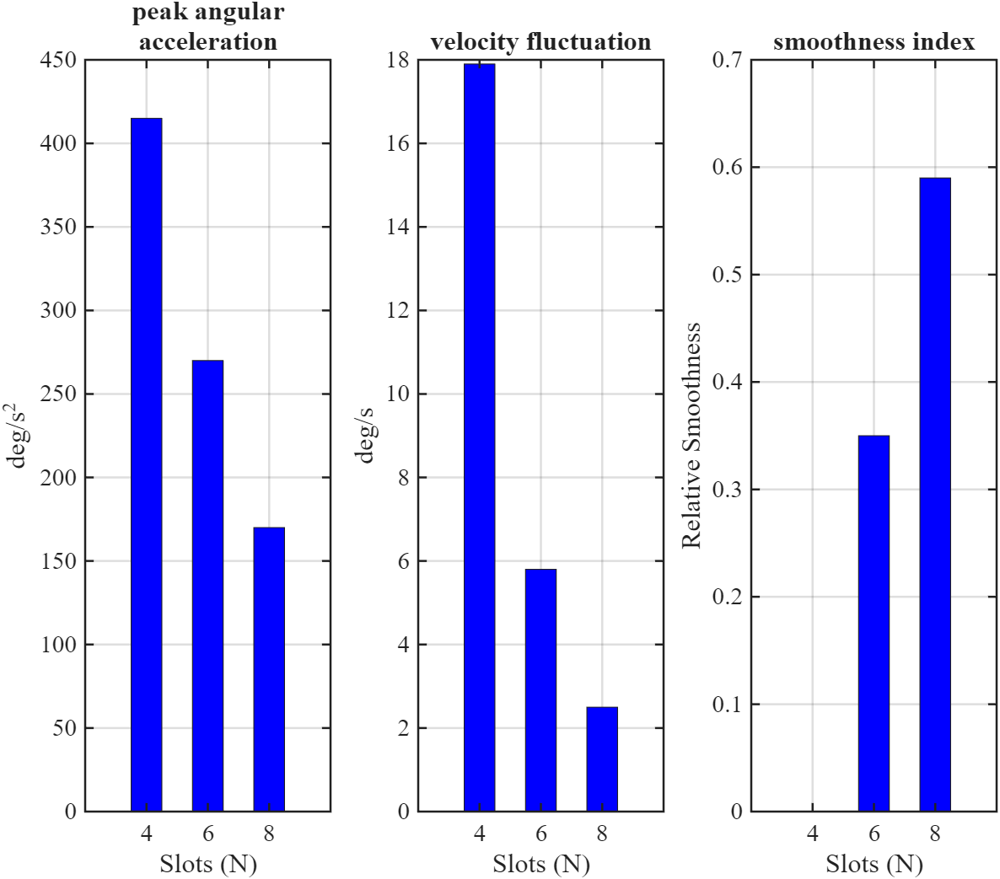 peak angular
acceleration
450
400
350
300
250
200
150
100
50
0
deg/s²
4 6 8
Slots (N)
velocity fluctuation
18
16
14
12
10
8
6
4
2
0
deg/s
4 6 8
Slots (N)
smoothness index
0.7
0.6
0.5
0.4
0.3
0.2
0.1
0
Relative Smoothness
4 6 8
Slots (N)